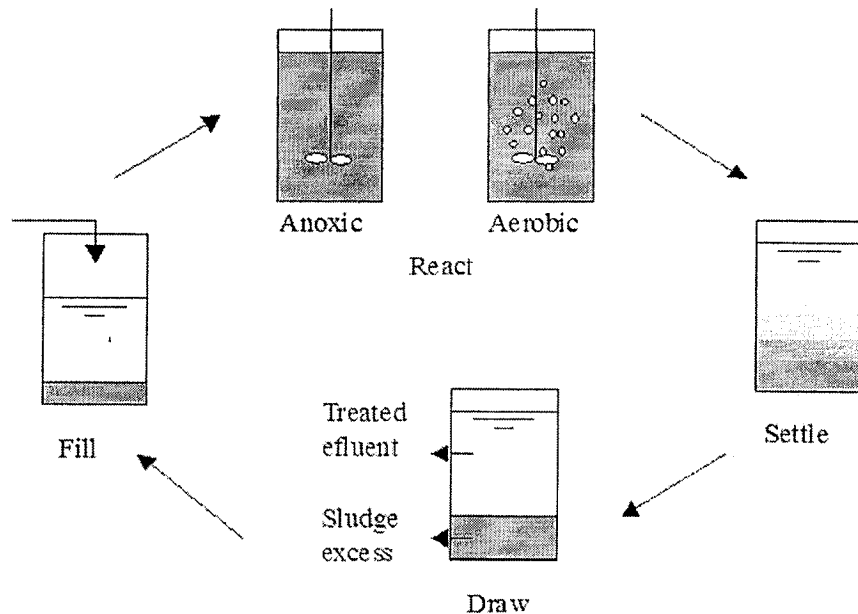 Anoxic
Aerobic
React
Fill
Settle
Treated
efluent
Sludge
excess
Draw